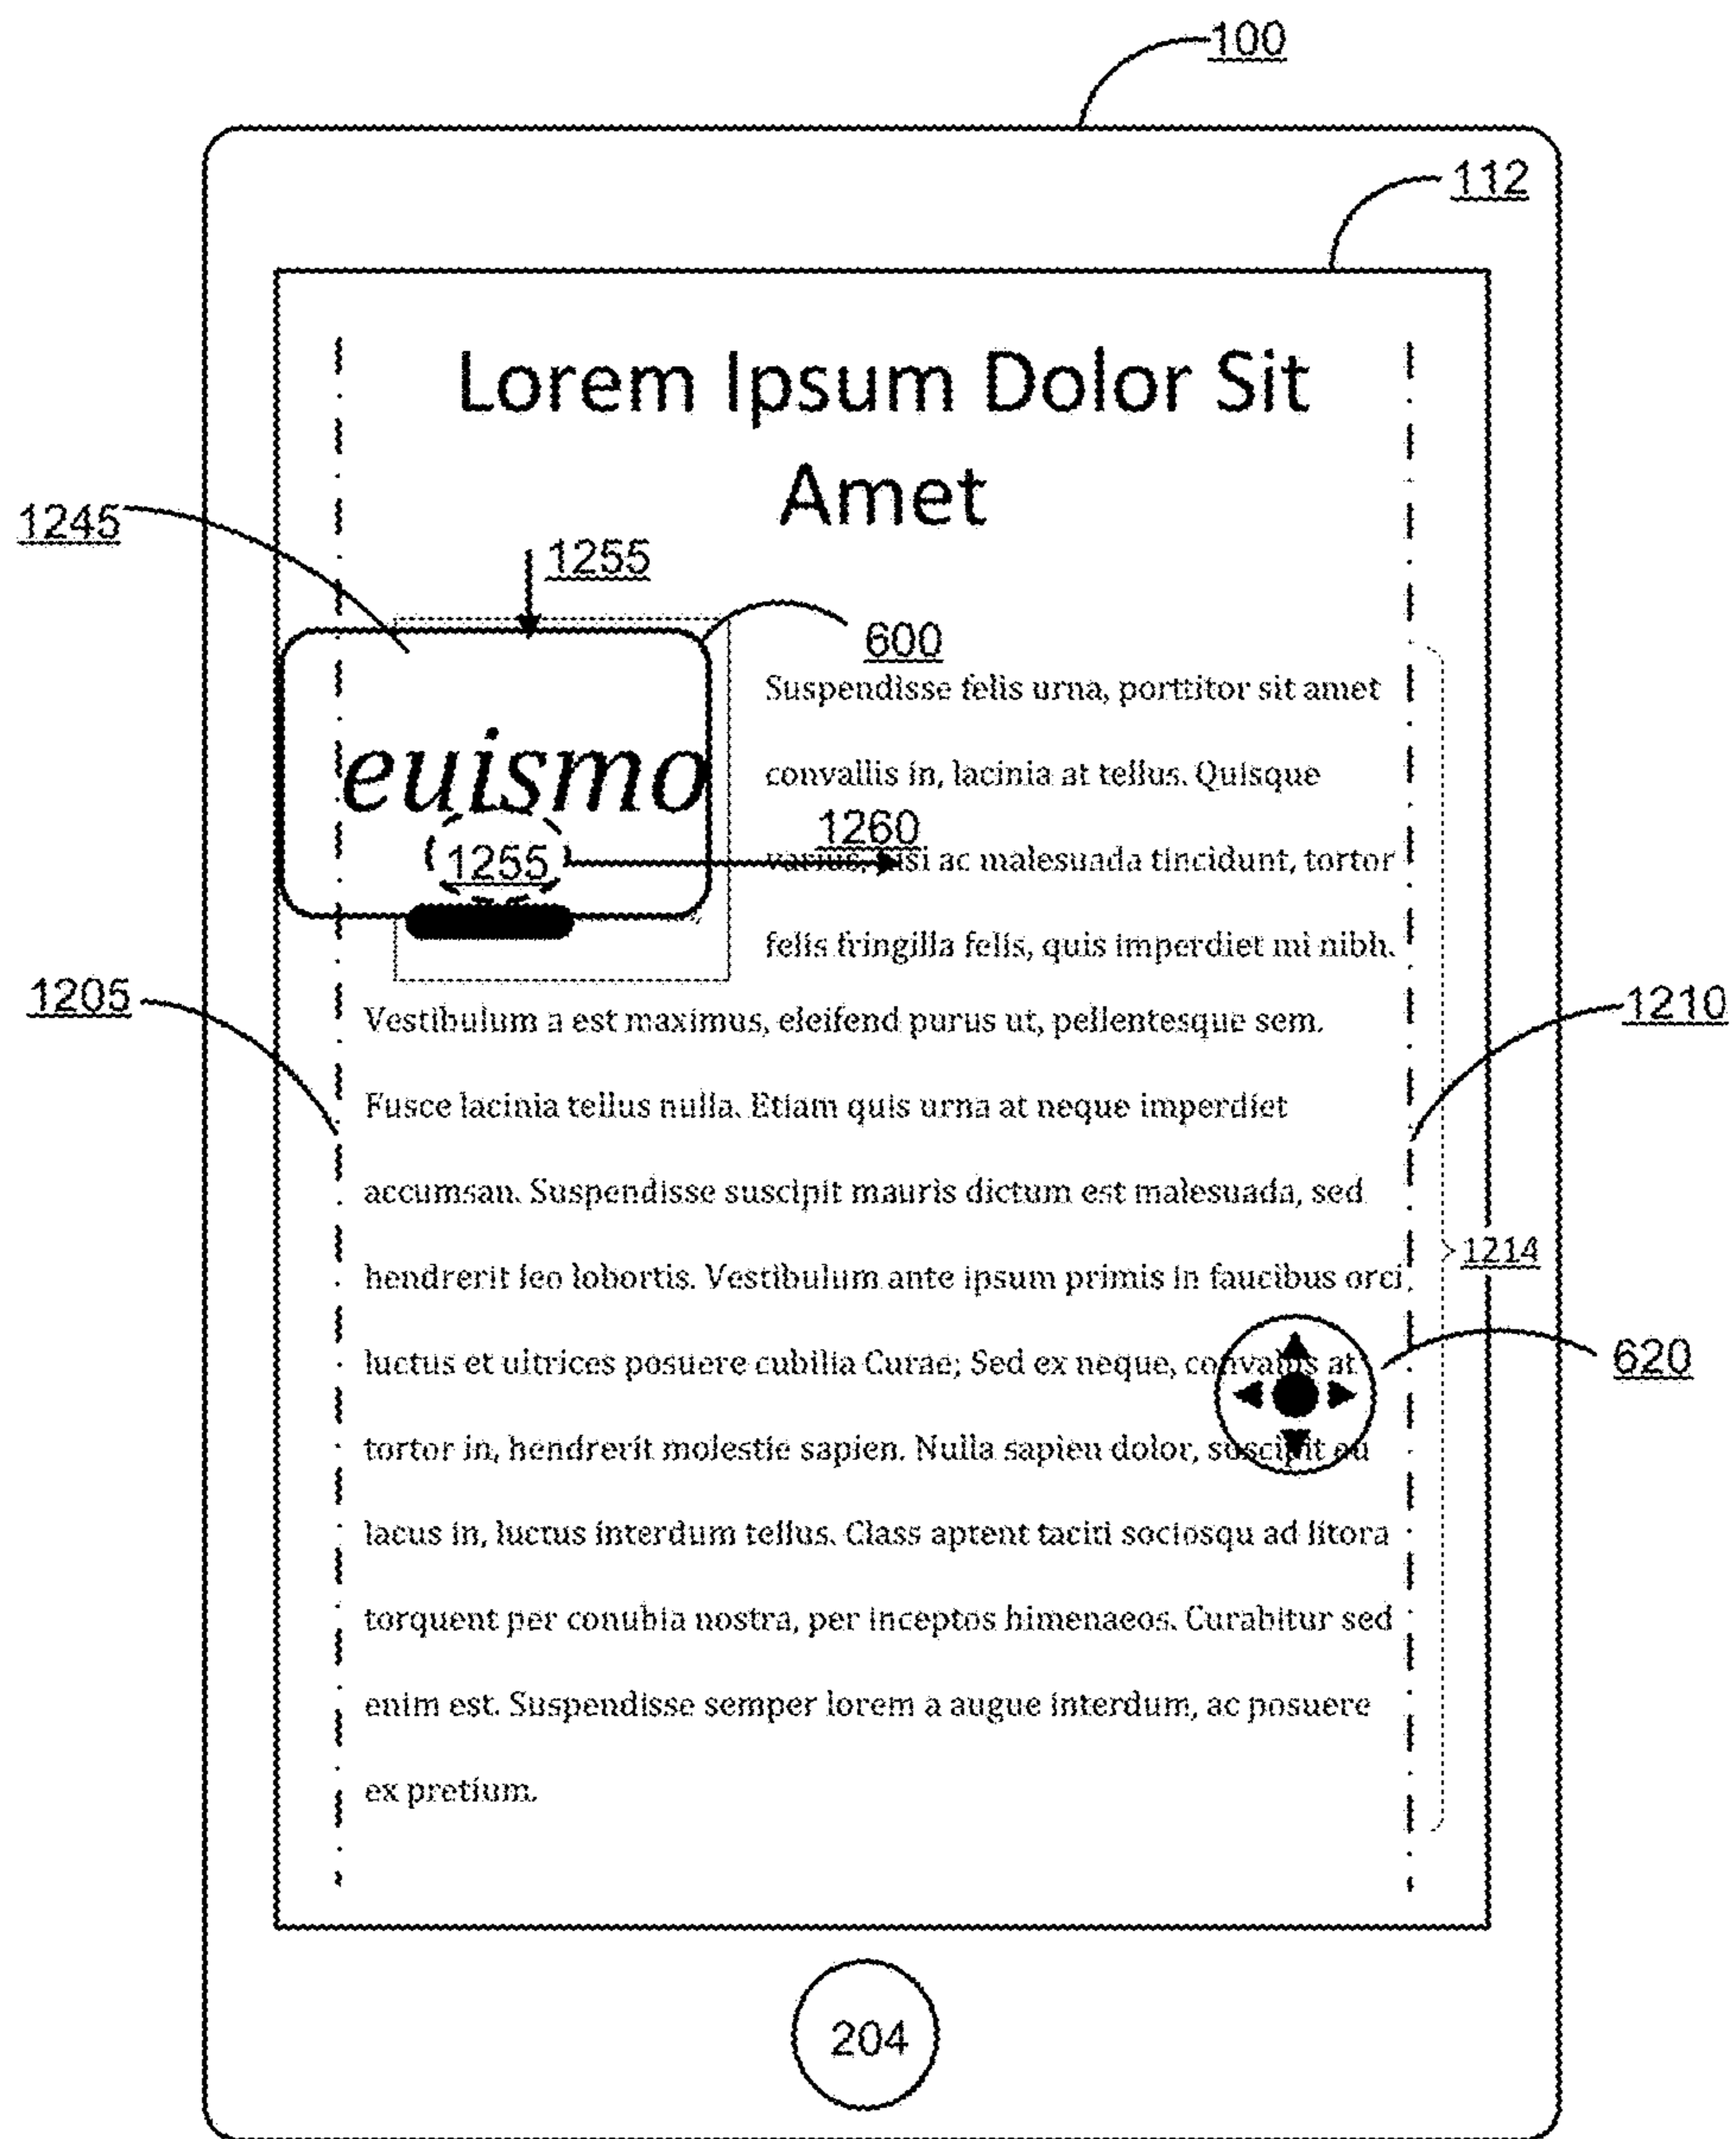 100
112
Lorem Ipsum Dolor Sit
Amet
1245
1255
600
Suspendisse felis urna, porttitor sit amet
euismo
convallis in, lacinia at tellus. Quisque
1260
1255
varius, nisi ac malesuada tincidunt, tortor
felis fringilla felis, quis imperdiet mi nibh.
1205
1210
Vestibulum a est maximus, eleifend purus ut, pellentesque sem.
Fusce lacinia tellus nulla. Etiam quis urna at neque imperdiet
accumsan. Suspendisse suscipit mauris dictum est malesuada, sed
1214
hendrerit leo lobortis. Vestibulum ante ipsum primis in faucibus orci
620
luctus et ultrices posuere cubilia Curae; Sed ex neque, convallis at
tortor in, hendrerit molestie sapien. Nulla sapien dolor, suscipit eu
lacus in, luctus interdum tellus. Class aptent taciti sociosqu ad litora
torquent per conubia nostra, per inceptos himenaeos. Curabitur sed
enim est. Suspendisse semper lorem a augue interdum, ac posuere
ex pretium.
204